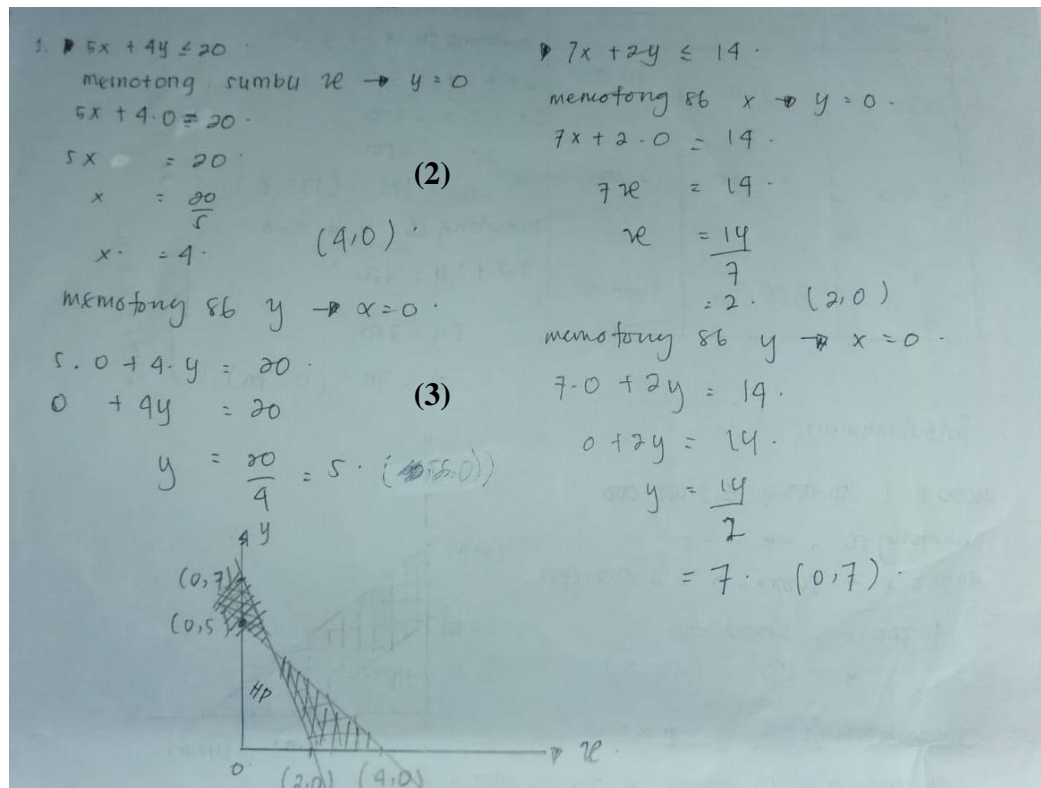 1. 5x + 4y ≤ 20
memotong sumbu x → y = 0
5x + 4.0 = 20
5x = 20
x = 20/5
x = 4. (4,0)
(2)
memotong sb y → x = 0
5.0 + 4.y = 20
0 + 4y = 20
(3)
y = 20/4 = 5
7x + 2y ≤ 14
memotong sb x → y = 0
7x + 2.0 = 14
7x = 14
x = 14/7
= 2. (2,0)
memotong sb y → x = 0
7.0 + 2y = 14
0 + 2y = 14
y = 14/2
= 7. (0,7)
y
(0,7)
(0,5)
HP
0
(2,0) (4,0)
x